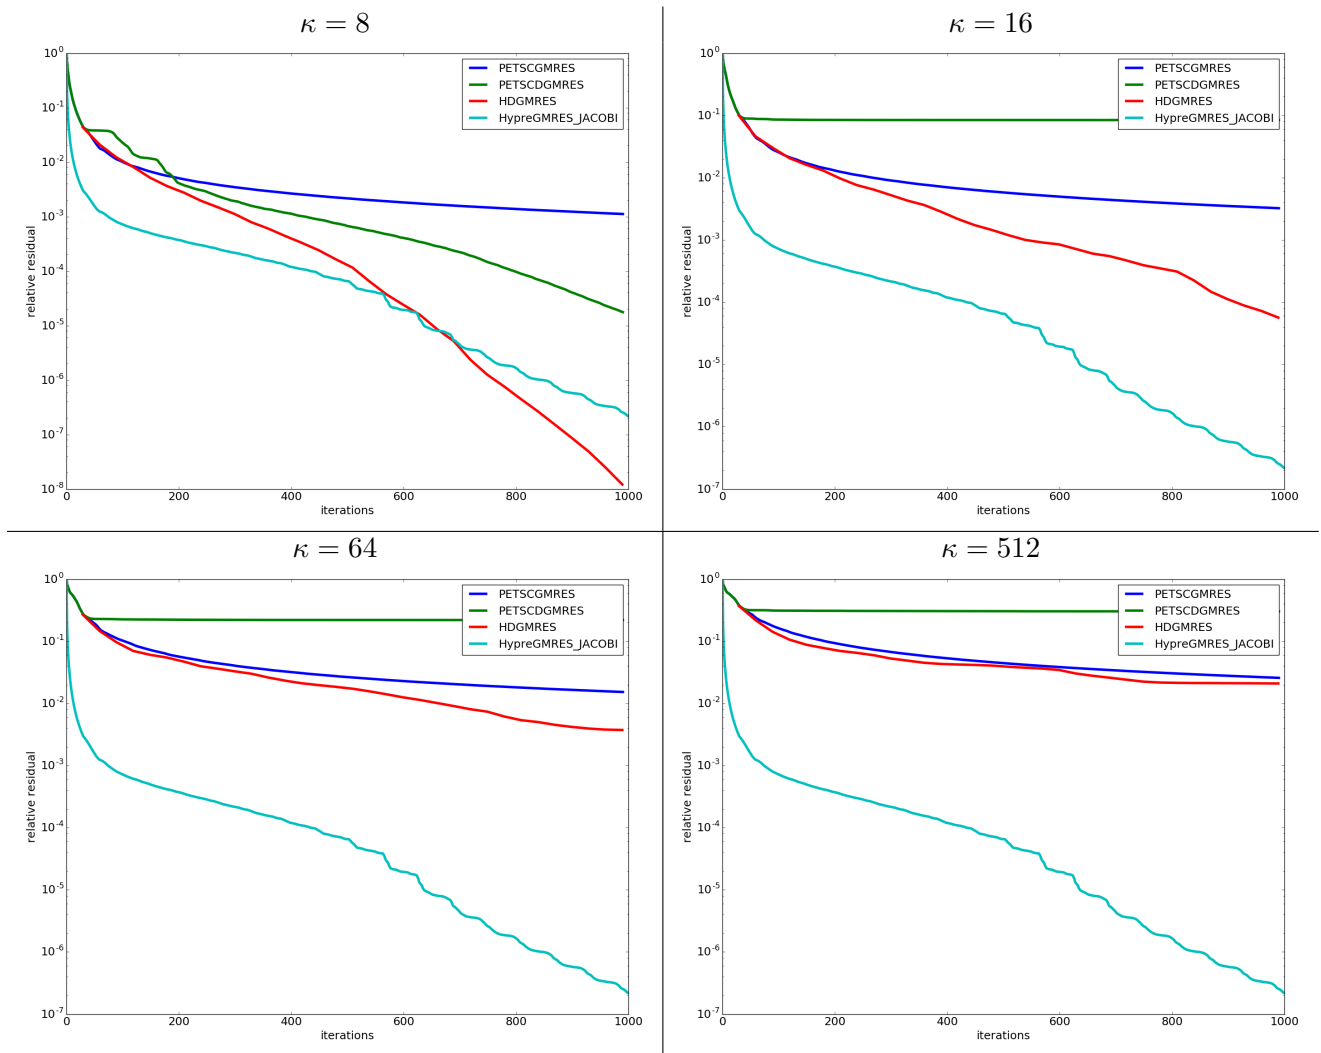 κ = 8
10^0
10^-1
10^-2
10^-3
10^-4
10^-5
10^-6
10^-7
10^-8
relative residual
0
200
400
600
800
1000
iterations
PETSCGMRES
PETSCDGMRES
HDGMRES
HypreGMRES_JACOBI
κ = 16
10^0
10^-1
10^-2
10^-3
10^-4
10^-5
10^-6
10^-7
relative residual
0
200
400
600
800
1000
iterations
PETSCGMRES
PETSCDGMRES
HDGMRES
HypreGMRES_JACOBI
κ = 64
10^0
10^-1
10^-2
10^-3
10^-4
10^-5
10^-6
10^-7
relative residual
0
200
400
600
800
1000
iterations
PETSCGMRES
PETSCDGMRES
HDGMRES
HypreGMRES_JACOBI
κ = 512
10^0
10^-1
10^-2
10^-3
10^-4
10^-5
10^-6
10^-7
relative residual
0
200
400
600
800
1000
iterations
PETSCGMRES
PETSCDGMRES
HDGMRES
HypreGMRES_JACOBI